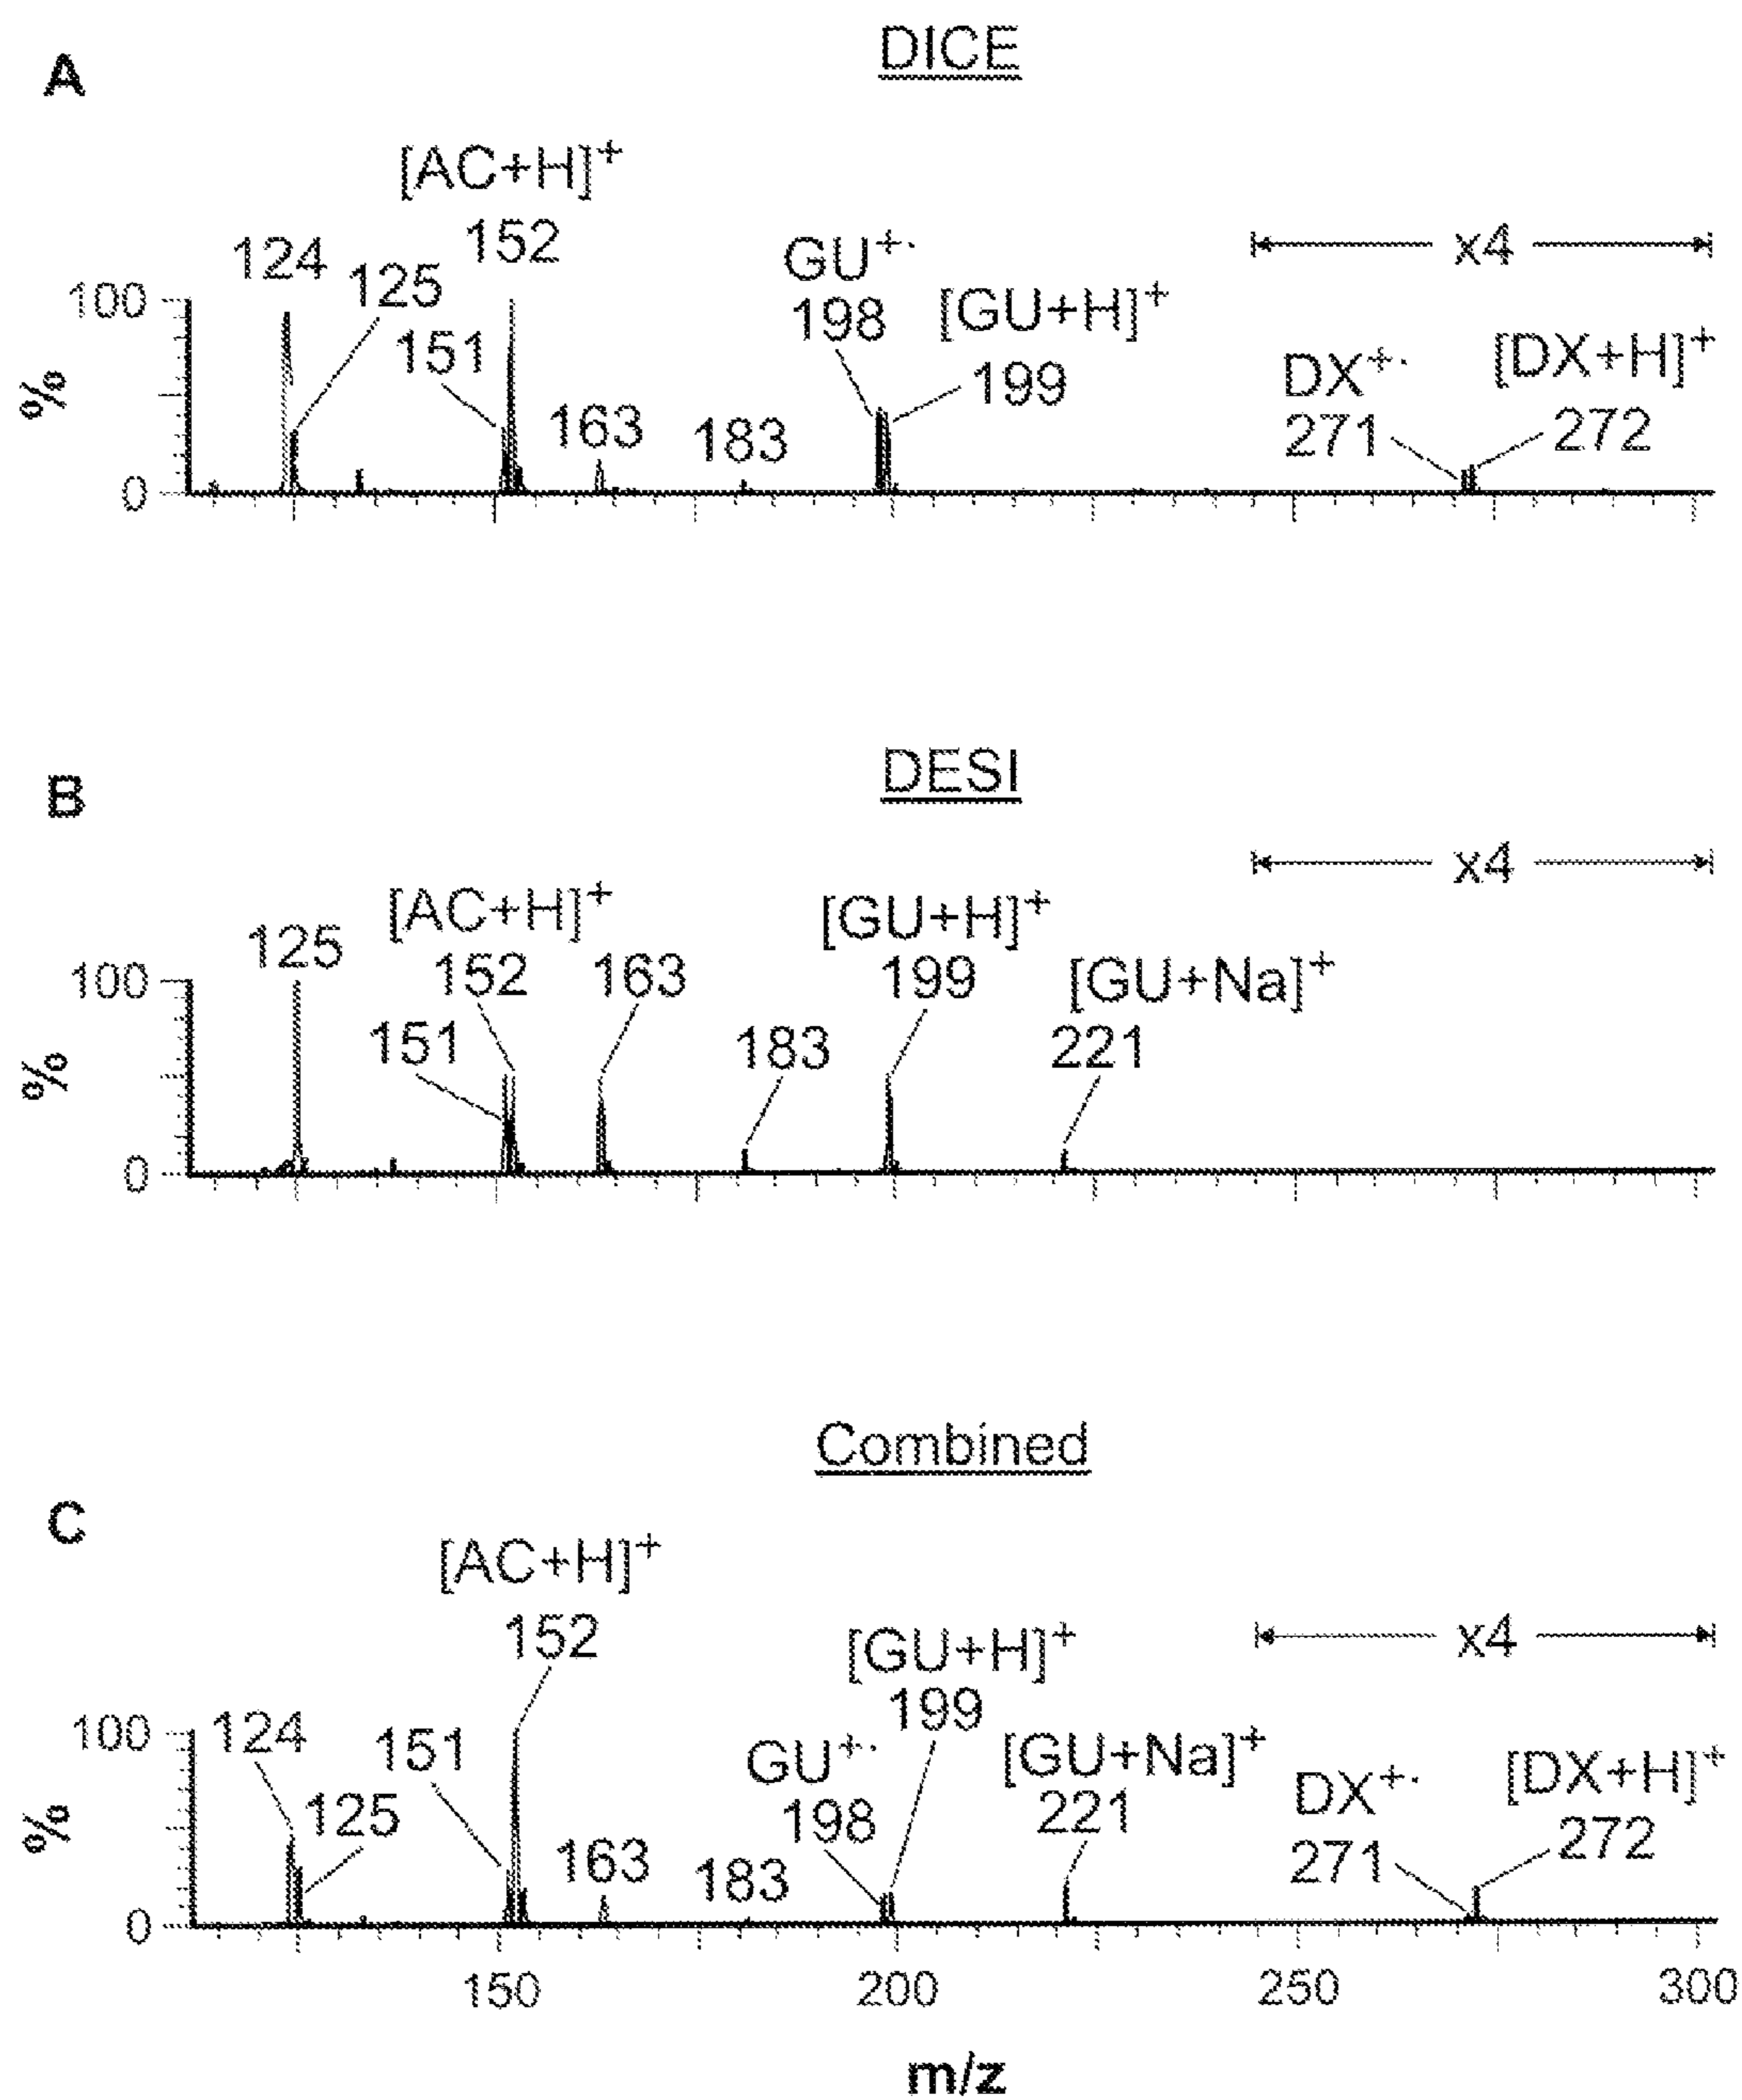 A
DICE
[AC+H]⁺
152
124
125
151
163
183
GU⁺·
198
[GU+H]⁺
199
x4
DX⁺·
271
[DX+H]⁺
272
100
0
%
B
DESI
x4
125
[AC+H]⁺
152
151
163
183
[GU+H]⁺
199
[GU+Na]⁺
221
100
0
%
C
Combined
[AC+H]⁺
152
124
125
151
163
183
GU⁺·
198
[GU+H]⁺
199
[GU+Na]⁺
221
x4
DX⁺·
271
[DX+H]⁺
272
100
0
%
150 200 250 300
m/z